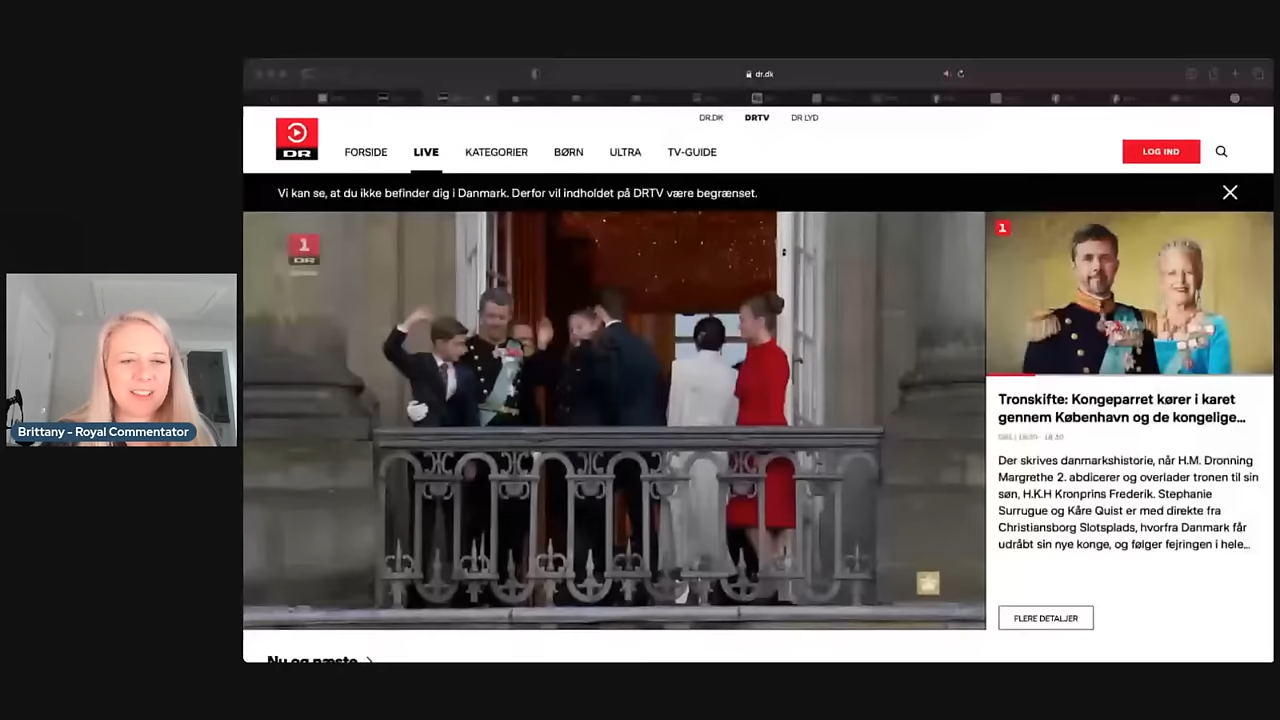 dr.dk
DR.DK DRTV DR LYD
DR
FORSIDE LIVE KATEGORIER BØRN ULTRA TV-GUIDE
LOG IND
Vi kan se, at du ikke befinder dig i Danmark. Derfor vil indholdet på DRTV være begrænset.
1
DR
1
Tronskifte: Kongeparret kører i karet
gennem København og de kongelige...
Der skrives danmarkshistorie, når H.M. Dronning
Margrethe 2. abdicerer og overlader tronen til sin
søn, H.K.H Kronprins Frederik. Stephanie
Surrugue og Kåre Quist er med direkte fra
Christiansborg Slotsplads, hvorfra Danmark får
udråbt sin nye konge, og følger fejringen i hele...
FLERE DETALJER
Brittany - Royal Commentator
Nu og næste